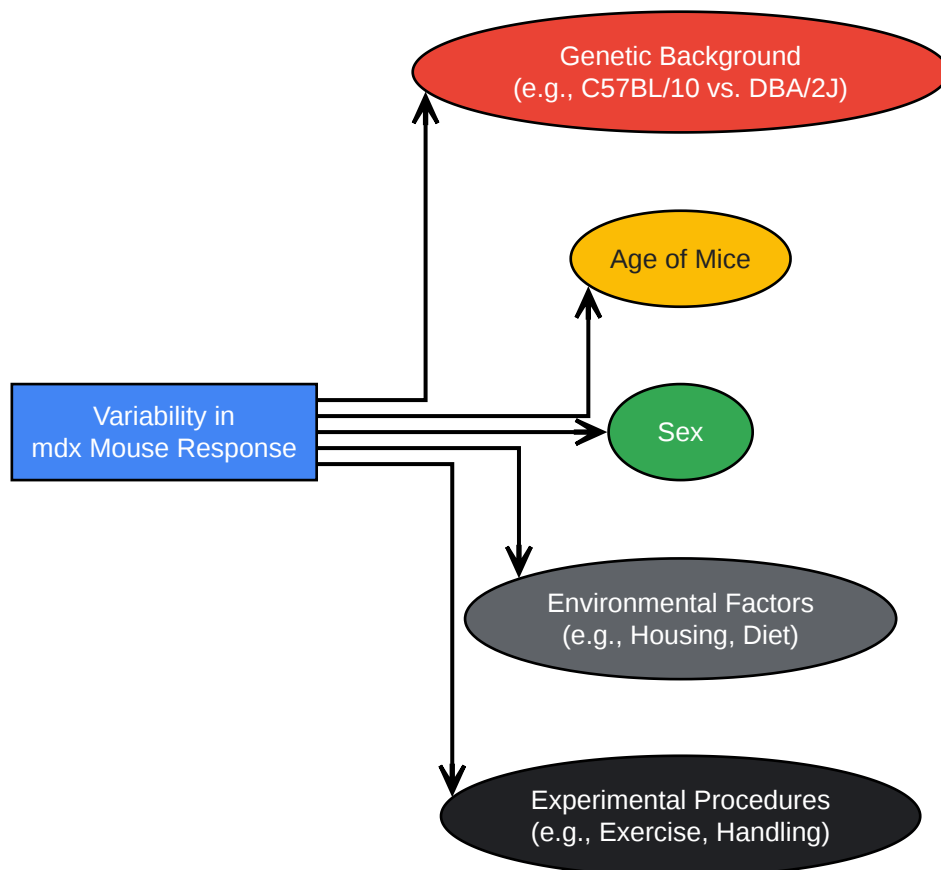 Genetic Background
(e.g., C57BL/10 vs. DBA/2J)
Age of Mice
Variability in
mdx Mouse Response
Sex
Environmental Factors
(e.g., Housing, Diet)
Experimental Procedures
(e.g., Exercise, Handling)